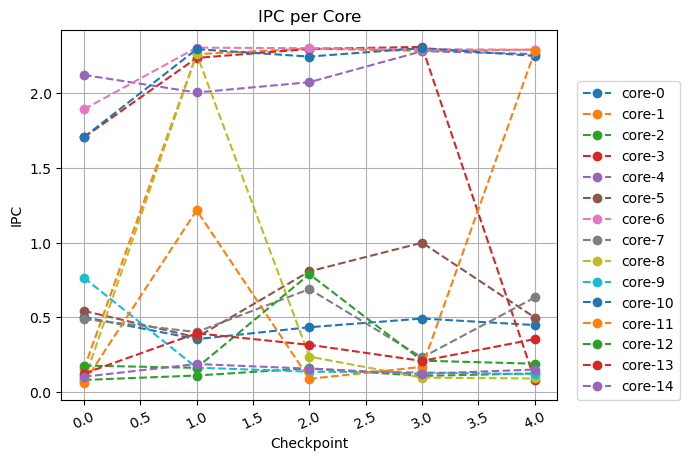 IPC per Core
IPC
2.0
1.5
1.0
0.5
0.0
0.0
0.5
1.0
1.5
2.0
2.5
3.0
3.5
4.0
Checkpoint
core-0
core-1
core-2
core-3
core-4
core-5
core-6
core-7
core-8
core-9
core-10
core-11
core-12
core-13
core-14